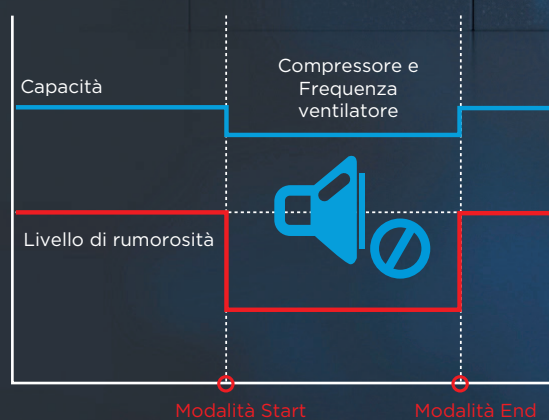 Capacità
Compressore e
Frequenza
ventilatore
Livello di rumorosità
Modalità Start
Modalità End